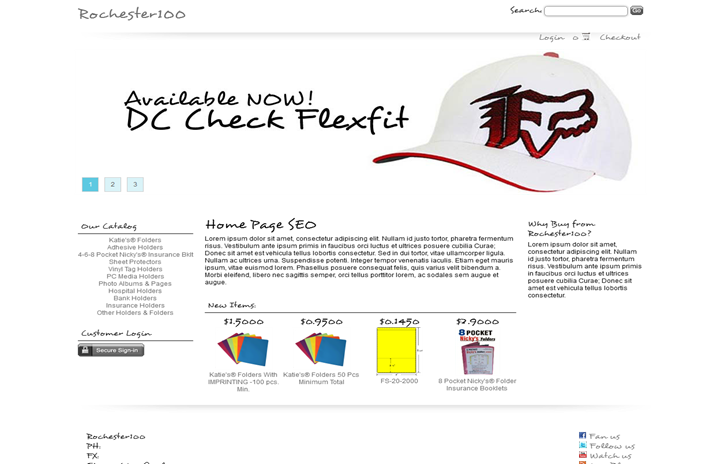 Rochester100
Search:
Go
Login 0 Checkout
Available NOW!
DC Check Flexfit
1 2 3
Our Catalog
Katie's® Folders
Adhesive Holders
4-6-8 Pocket Nicky's® Insurance Bklt
Sheet Protectors
Vinyl Tag Holders
PC Media Holders
Photo Albums & Pages
Hospital Holders
Bank Holders
Insurance Holders
Other Holders & Folders
Customer Login
Secure Sign-in
Home Page SEO
Lorem ipsum dolor sit amet, consectetur adipiscing elit. Nullam id justo tortor, pharetra fermentum
risus. Vestibulum ante ipsum primis in faucibus orci luctus et ultrices posuere cubilia Curae;
Donec sit amet est vehicula tellus lobortis consectetur. Sed in dui tortor, vitae ullamcorper ligula.
Nullam ac ultrices urna. Suspendisse potenti. Integer tempor venenatis iaculis. Etiam eget mauris
ipsum, vitae euismod lorem. Phasellus posuere consequat felis, quis varius velit bibendum a.
Morbi eleifend, libero nec sagittis semper, orci tellus porttitor lorem, ac sodales sem augue et
augue.
New Items:
$1.5000 $0.9500 $0.1450 $2.9000
8 POCKET
Nicky's Folders
Katie's® Folders With
IMPRINTING -100 pcs.
Min.
Katie's® Folders 50 Pcs
Minimum Total
FS-20-2000
8 Pocket Nicky's® Folder
Insurance Booklets
Why Buy from
Rochester100?
Lorem ipsum dolor sit amet,
consectetur adipiscing elit.
Nullam id justo tortor,
pharetra fermentum risus.
Vestibulum ante ipsum
primis in faucibus orci luctus
et ultrices posuere cubilia
Curae; Donec sit amet est
vehicula tellus lobortis
consectetur.
Rochester100
PH:
FX:
Fan us
Follow us
Watch us